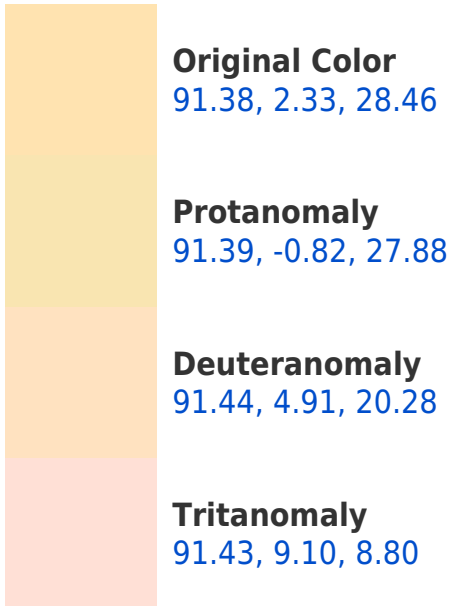 Original Color
91.38, 2.33, 28.46
Protanomaly
91.39, -0.82, 27.88
Deuteranomaly
91.44, 4.91, 20.28
Tritanomaly
91.43, 9.10, 8.80